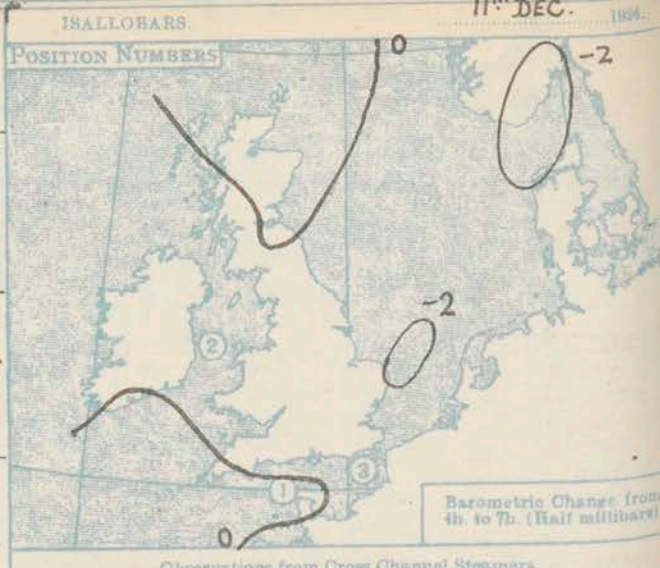 11TH DEC.
ISALLOBARS. 1924.
POSITION NUMBERS
0
-2
-2
2
3
1
0
Barometric Change from
4h. to 7h. (Half millibars)
Observations from Cross Channel Steamers